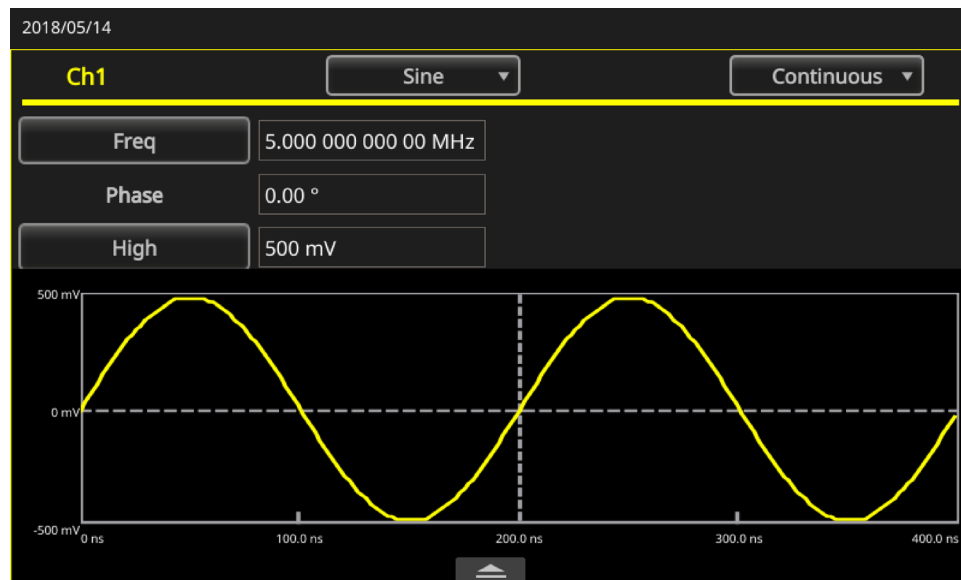 2018/05/14
Ch1 Sine Continuous
Freq 5.000 000 000 00 MHz
Phase 0.00 °
High 500 mV
500 mV
0 mV
-500 mV
0 ns 100.0 ns 200.0 ns 300.0 ns 400.0 ns